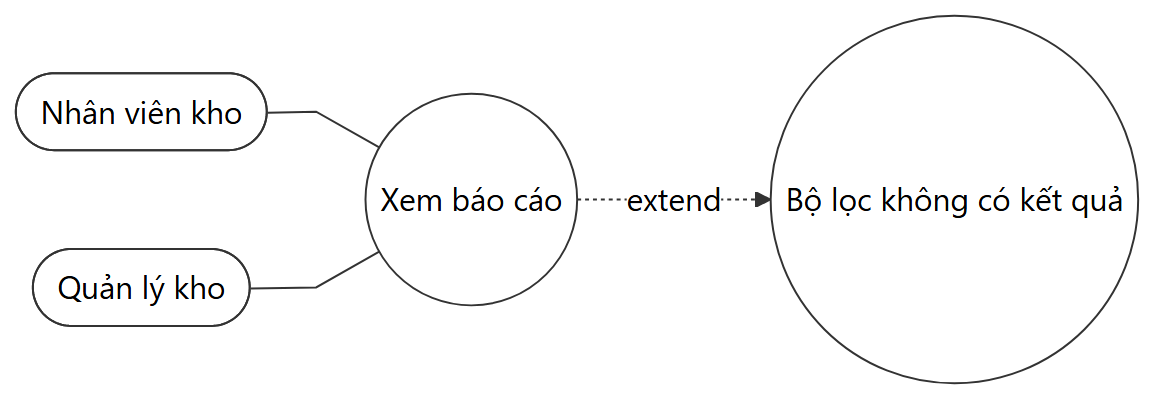 Nhân viên kho
Xem báo cáo
extend
Bộ lọc không có kết quả
Quản lý kho